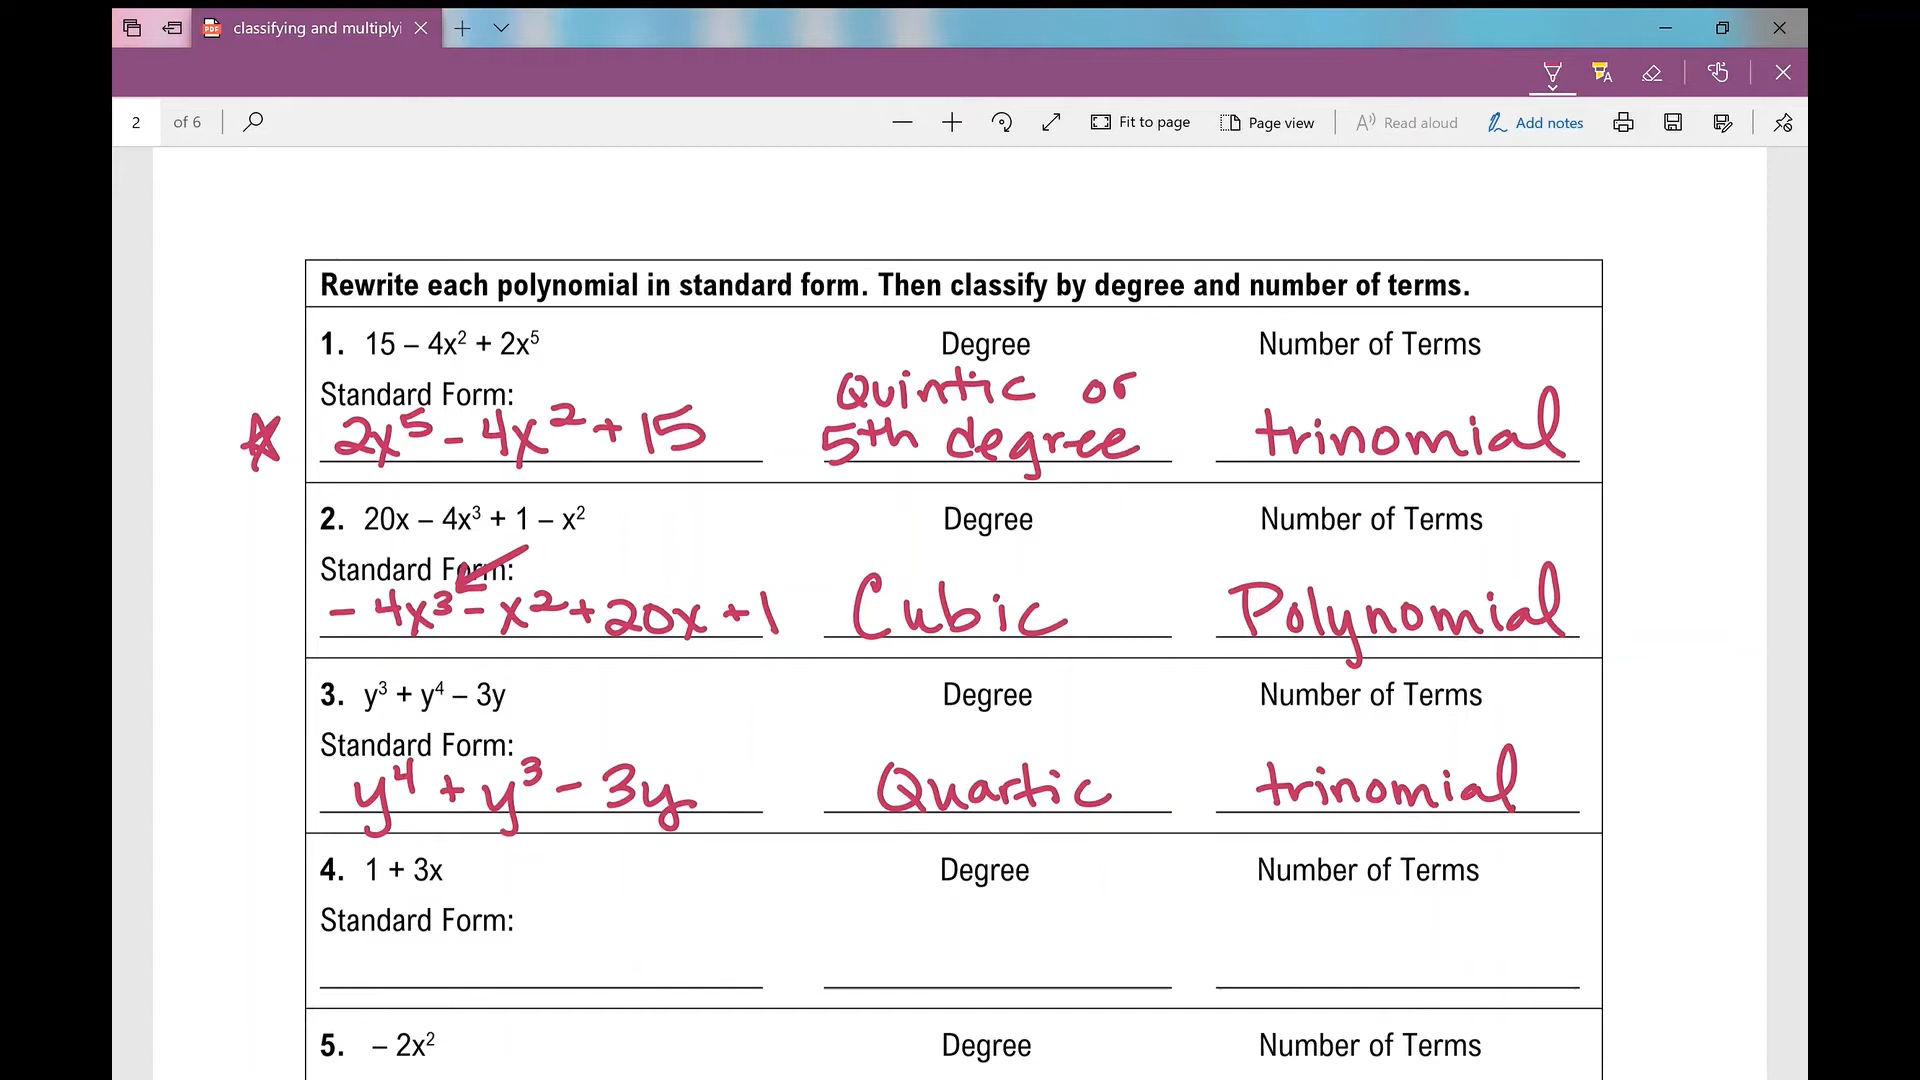 classifying and multiplyi
2 of 6
Fit to page
Page view
Read aloud
Add notes
Rewrite each polynomial in standard form. Then classify by degree and number of terms.
1. 15 – 4x² + 2x⁵ Degree Number of Terms
Standard Form: Quintic or
2x⁵ - 4x² + 15 5th degree trinomial
2. 20x – 4x³ + 1 – x² Degree Number of Terms
Standard Form:
- 4x³ - x² + 20x + 1 Cubic Polynomial
3. y³ + y⁴ – 3y Degree Number of Terms
Standard Form:
y⁴ + y³ - 3y Quartic trinomial
4. 1 + 3x Degree Number of Terms
Standard Form:
5. – 2x² Degree Number of Terms